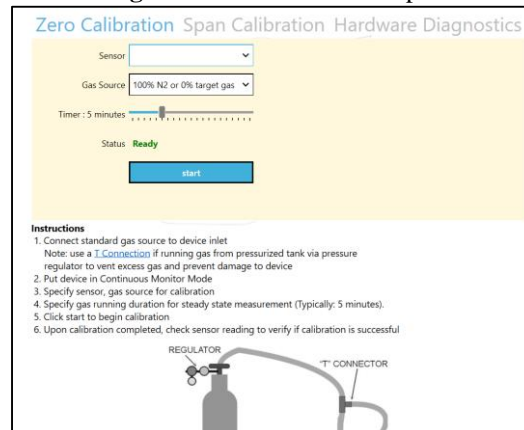 Zero Calibration Span Calibration Hardware Diagnostics
Sensor
Gas Source 100% N2 or 0% target gas
Timer : 5 minutes
Status Ready
start
Instructions
1. Connect standard gas source to device inlet
Note: use a T Connection if running gas from pressurized tank via pressure
regulator to vent excess gas and prevent damage to device
2. Put device in Continuous Monitor Mode
3. Specify sensor, gas source for calibration
4. Specify gas running duration for steady state measurement (Typically: 5 minutes).
5. Click start to begin calibration
6. Upon calibration completed, check sensor reading to verify if calibration is successful
REGULATOR
"T" CONNECTOR